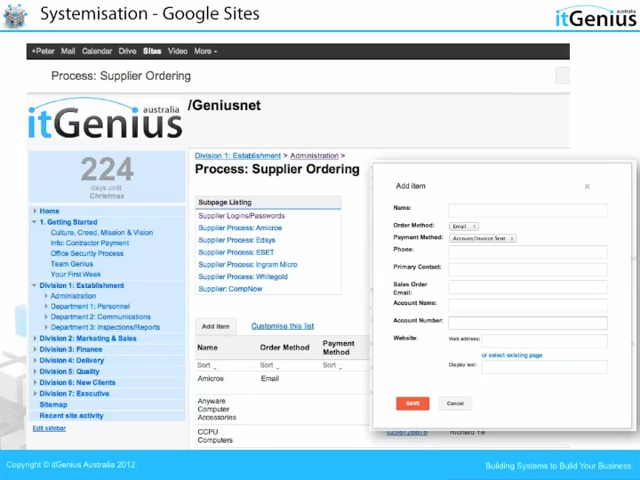 Systemisation - Google Sites
itGenius
australia
+Peter Mail Calendar Drive Sites Video More
Process: Supplier Ordering
itGenius
australia
/Geniusnet
224
days until
Christmas
Home
1. Getting Started
Culture, Creed, Mission & Vision
Info: Contractor Payment
Office Security Process
Team Genius
Your First Week
Division 1: Establishment
Administration
Department 1: Personnel
Department 2: Communications
Department 3: Inspections/Reports
Division 2: Marketing & Sales
Division 3: Finance
Division 4: Delivery
Division 5: Quality
Division 6: New Clients
Division 7: Executive
Sitemap
Recent site activity
Edit sidebar
Division 1: Establishment > Administration >
Process: Supplier Ordering
Subpage Listing
Supplier Logins/Passwords
Supplier Process: Amicroe
Supplier Process: Edsys
Supplier Process: ESET
Supplier Process: Ingram Micro
Supplier Process: Whitegold
Supplier: CompNow
Add item Customise this list
Name Order Method Payment Method
Sort Sort Sort
Amicroe Email
Anyware Computer Accessories
CCPU Computers
Add item ×
Name:
Order Method: Email
Payment Method: Account/Invoice Sent
Phone:
Primary Contact:
Sales Order Email:
Account Name:
Account Number:
Website: Web address:
or select existing page
Display text:
SAVE Cancel
Copyright © itGenius Australia 2012.
Building Systems to Build Your Business